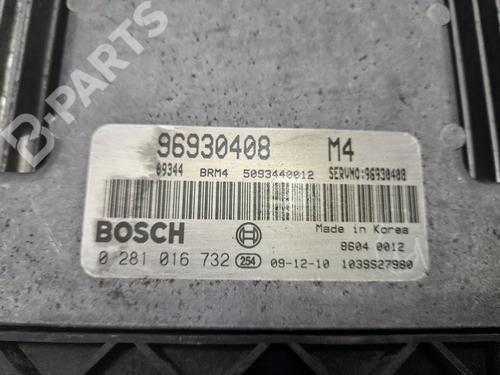 B-PARTS
96930408 M4
09344 BRM4 5093440012 SERVNO:96930408
BOSCH Made in Korea
8604 0012
0 281 016 732 254 09-12-10 1039S27980